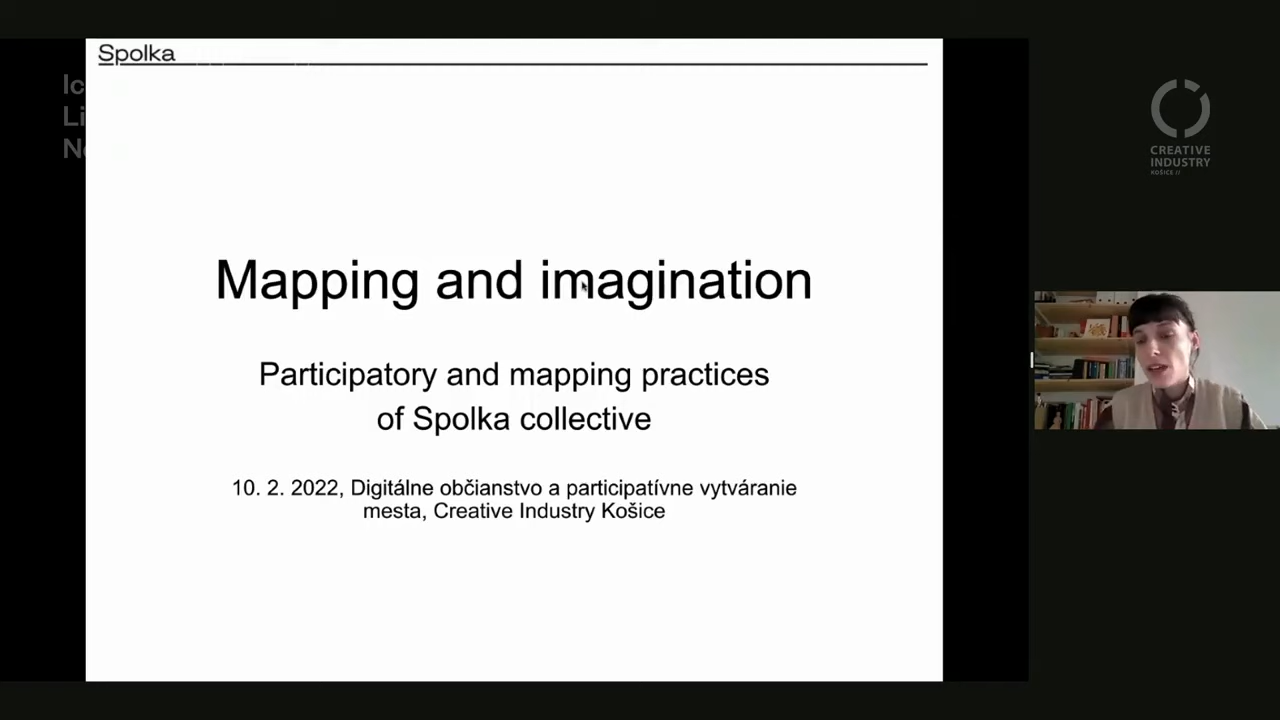 Spolka
Mapping and imagination
Participatory and mapping practices
of Spolka collective
10. 2. 2022, Digitálne občianstvo a participatívne vytváranie
mesta, Creative Industry Košice
CREATIVE
INDUSTRY
KOŠICE //